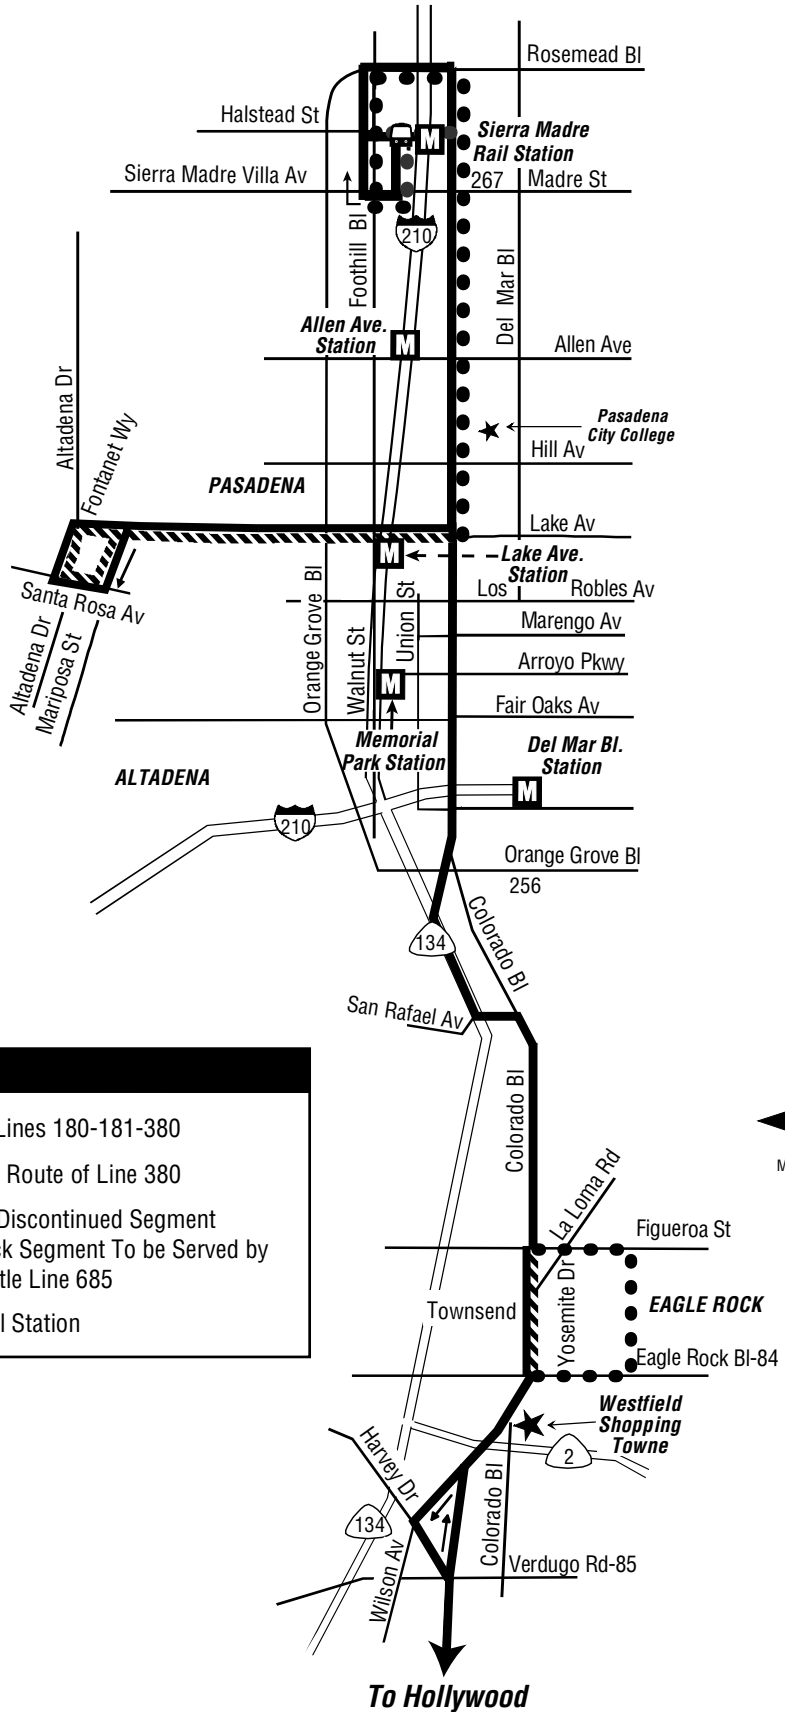 Rosemead Bl
Halstead St
M
Sierra Madre
Rail Station
Sierra Madre Villa Av
267
Madre St
210
Foothill Bl
Del Mar Bl
Allen Ave.
Station
M
Allen Ave
Altadena Dr
Fontanet Wy
Pasadena
City College
Hill Av
PASADENA
Lake Av
M
Lake Ave.
Station
Santa Rosa Av
Los Robles Av
Orange Grove Bl
Walnut St
Union St
Marengo Av
Altadena Dr
Mariposa St
Arroyo Pkwy
M
Fair Oaks Av
Memorial
Park Station
Del Mar Bl.
Station
ALTADENA
M
210
Orange Grove Bl
256
Colorado Bl
134
San Rafael Av
Lines 180-181-380
Route of Line 380
Discontinued Segment
ck Segment To be Served by
ttle Line 685
l Station
M
Colorado Bl
La Loma Rd
Figueroa St
Townsend
Yosemite Dr
EAGLE ROCK
Eagle Rock Bl-84
Westfield
Shopping
Towne
2
Harvey Dr
Colorado Bl
134
Wilson Av
Verdugo Rd-85
To Hollywood